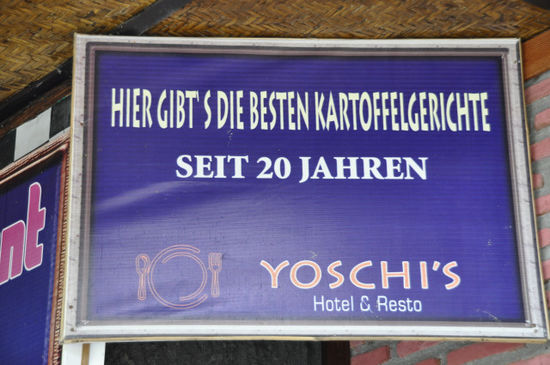 HIER GIBT'S DIE BESTEN KARTOFFELGERICHTE
SEIT 20 JAHREN
YOSCHI'S
Hotel & Resto